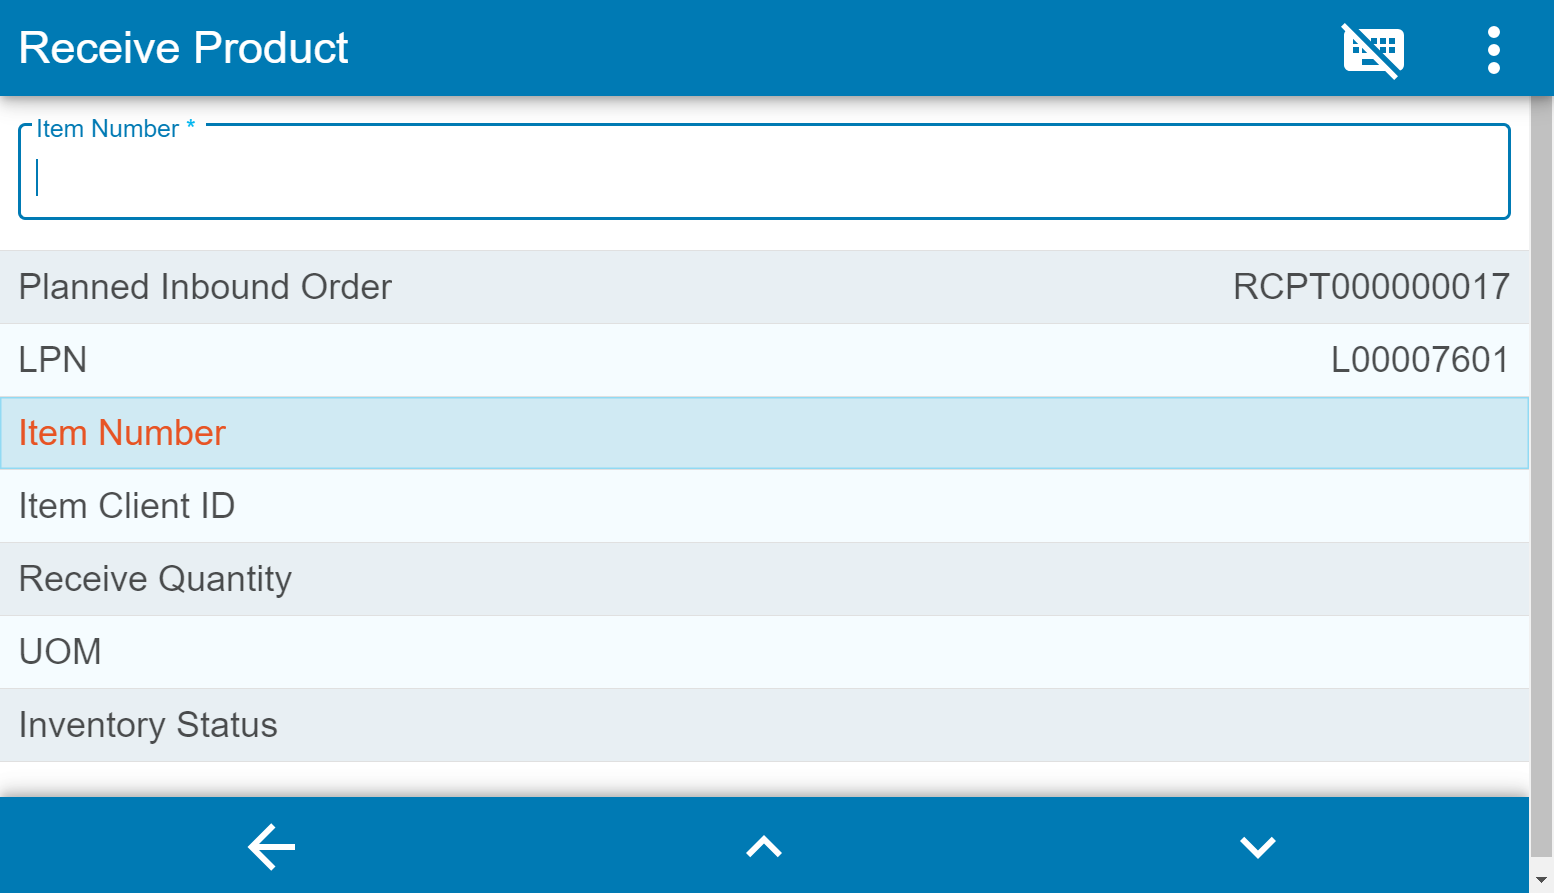 Receive Product
Item Number *
Planned Inbound Order RCPT000000017
LPN L00007601
Item Number
Item Client ID
Receive Quantity
UOM
Inventory Status